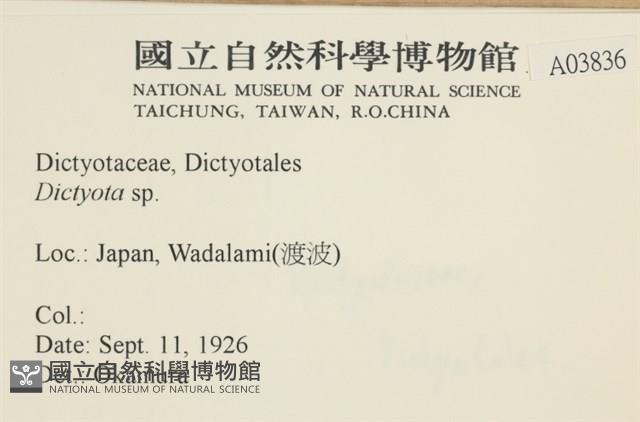 國立自然科學博物館
A03836
NATIONAL MUSEUM OF NATURAL SCIENCE
TAICHUNG, TAIWAN, R.O.CHINA
Dictyotaceae, Dictyotales
Dictyota sp.
Loc.: Japan, Wadalami(渡波)
Col.:
Date: Sept. 11, 1926
Det.: Okamura
國立自然科學博物館
NATIONAL MUSEUM OF NATURAL SCIENCE